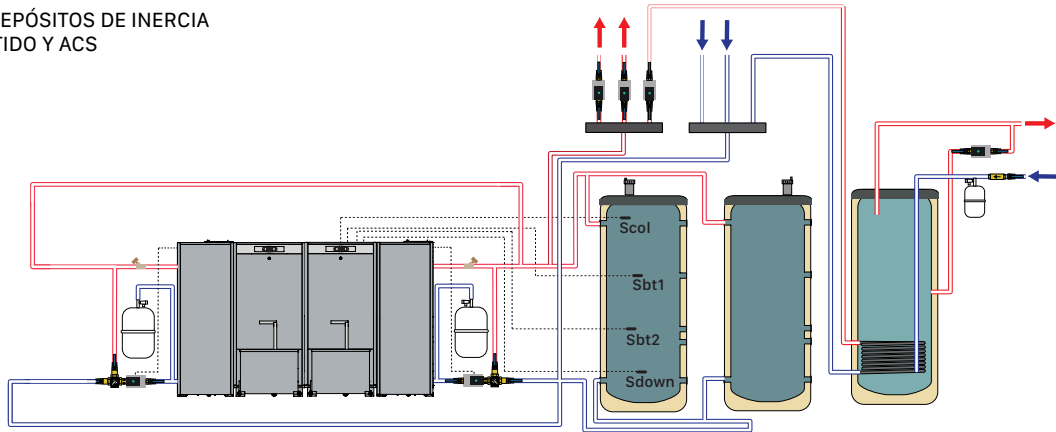 EPÓSITOS DE INERCIA
TIDO Y ACS
Scol
Sbt1
Sbt2
Sdown